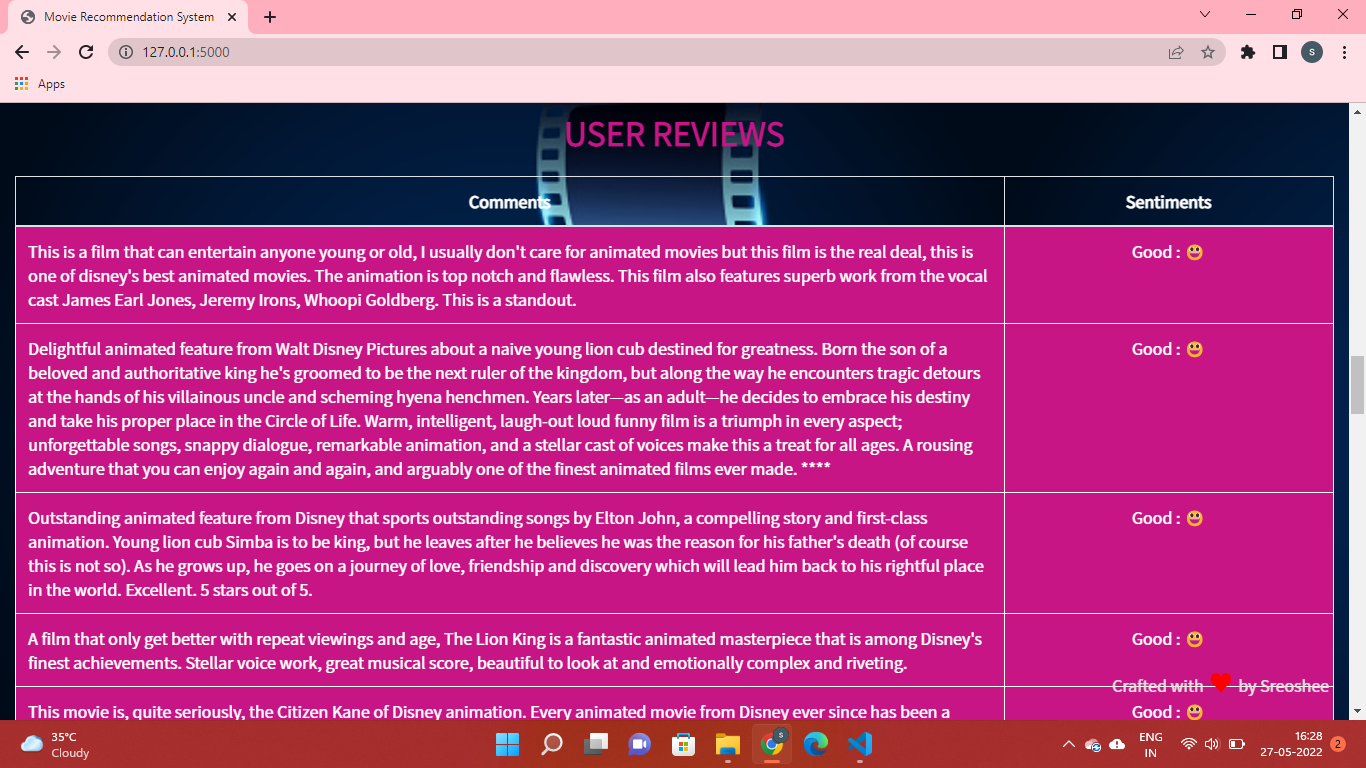 Movie Recommendation System
127.0.0.1:5000
S
Apps
USER REVIEWS
Comments
Sentiments
This is a film that can entertain anyone young or old, I usually don't care for animated movies but this film is the real deal, this is
one of disney's best animated movies. The animation is top notch and flawless. This film also features superb work from the vocal
cast James Earl Jones, Jeremy Irons, Whoopi Goldberg. This is a standout.
Good : 😃
Delightful animated feature from Walt Disney Pictures about a naive young lion cub destined for greatness. Born the son of a
beloved and authoritative king he's groomed to be the next ruler of the kingdom, but along the way he encounters tragic detours
at the hands of his villainous uncle and scheming hyena henchmen. Years later—as an adult—he decides to embrace his destiny
and take his proper place in the Circle of Life. Warm, intelligent, laugh-out loud funny film is a triumph in every aspect;
unforgettable songs, snappy dialogue, remarkable animation, and a stellar cast of voices make this a treat for all ages. A rousing
adventure that you can enjoy again and again, and arguably one of the finest animated films ever made. ****
Good : 😃
Outstanding animated feature from Disney that sports outstanding songs by Elton John, a compelling story and first-class
animation. Young lion cub Simba is to be king, but he leaves after he believes he was the reason for his father's death (of course
this is not so). As he grows up, he goes on a journey of love, friendship and discovery which will lead him back to his rightful place
in the world. Excellent. 5 stars out of 5.
Good : 😃
A film that only get better with repeat viewings and age, The Lion King is a fantastic animated masterpiece that is among Disney's
finest achievements. Stellar voice work, great musical score, beautiful to look at and emotionally complex and riveting.
Good : 😃
Crafted with ❤ by Sreoshee
This movie is, quite seriously, the Citizen Kane of Disney animation. Every animated movie from Disney ever since has been a
Good : 😃
35°C
Cloudy
S
ENG
IN
16:28
27-05-2022
2